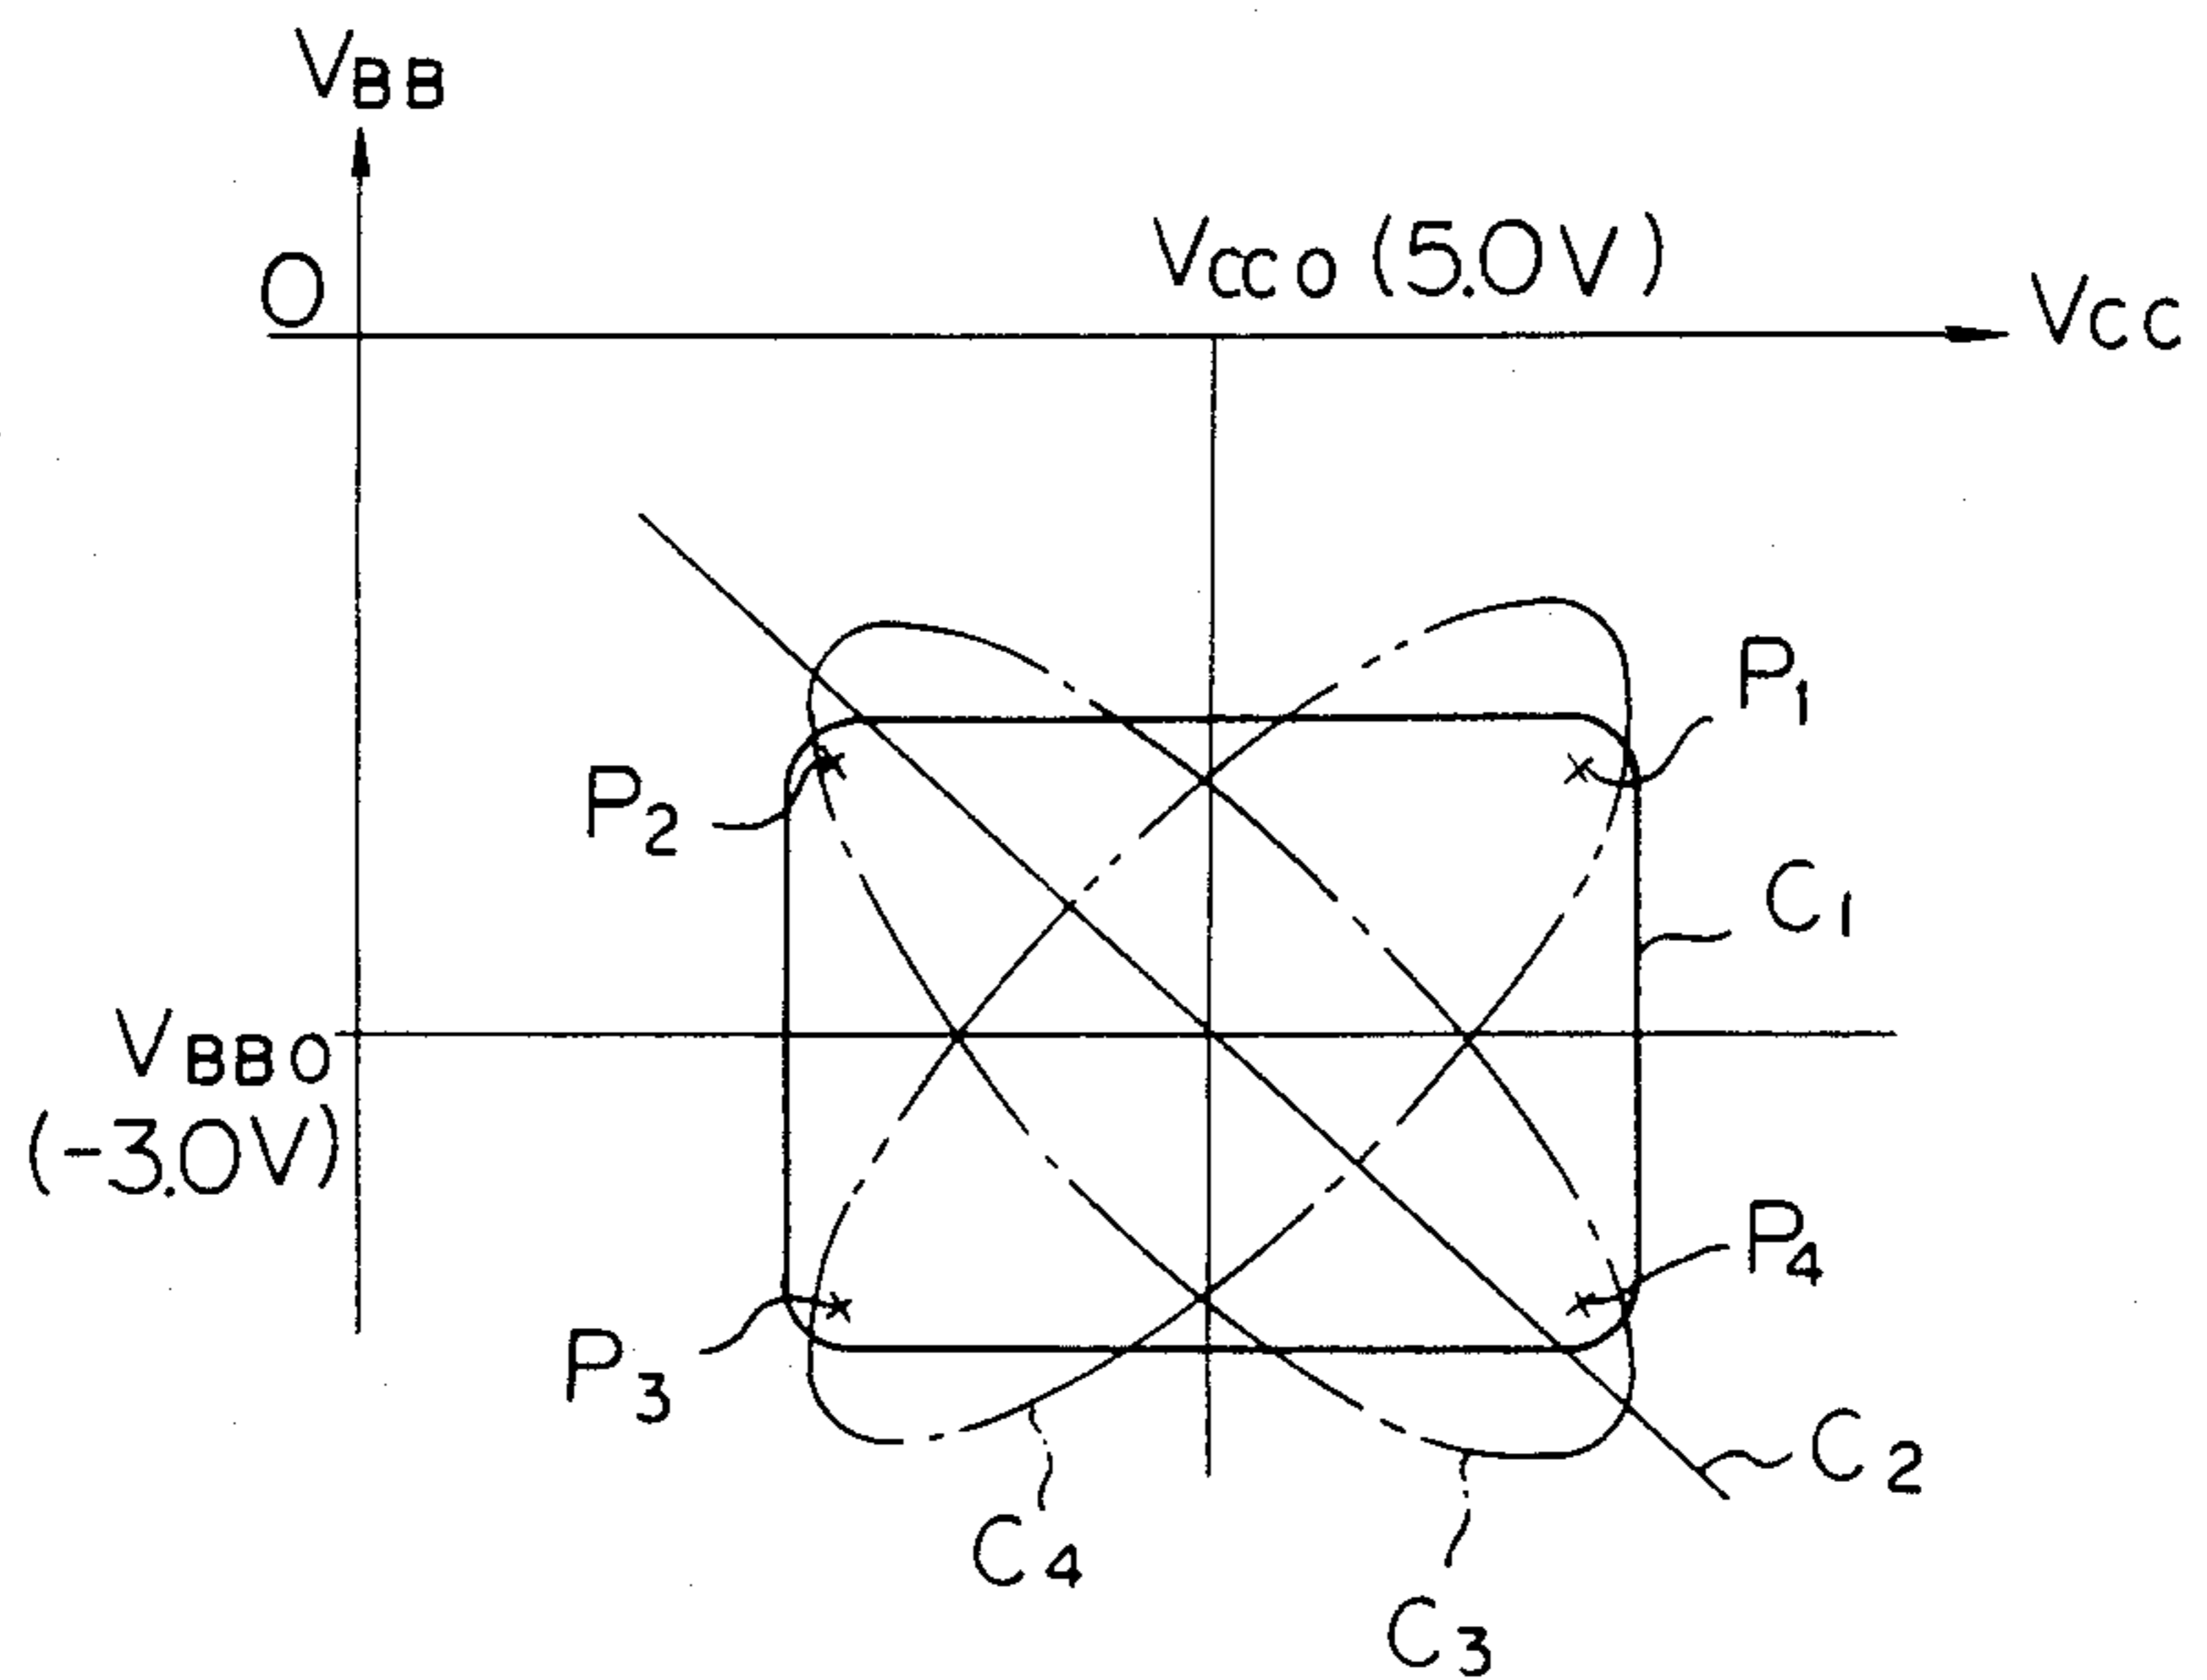 VBB
O
VCCO (5.0V)
VCC
P1
P2
C1
VBBO
(-3.0V)
P4
P3
C2
C4
C3